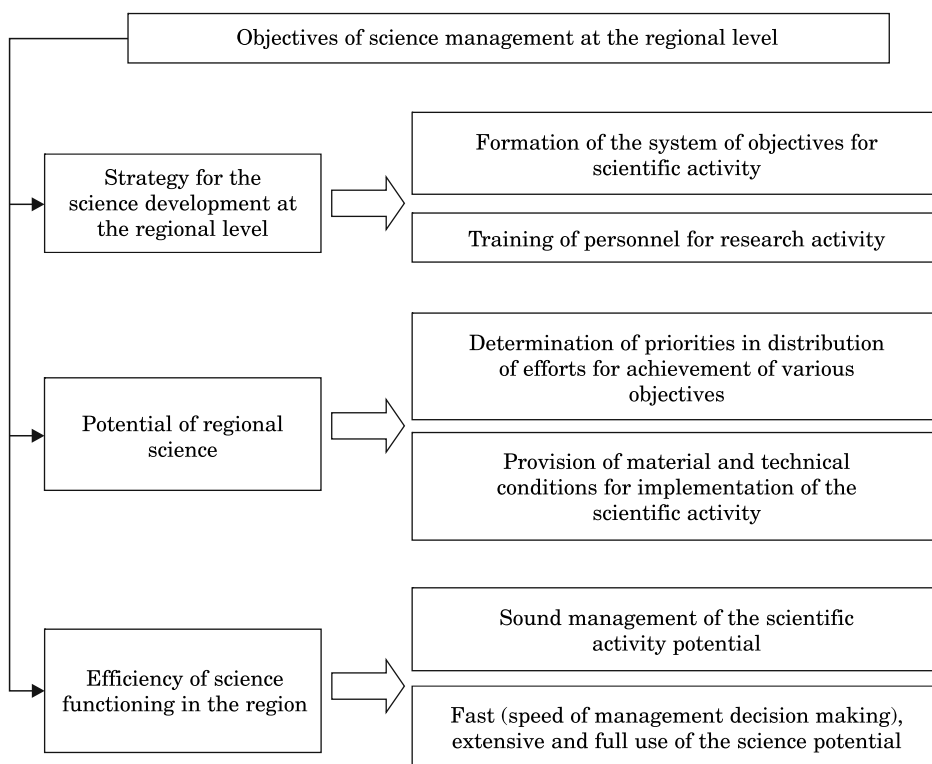 Objectives of science management at the regional level
Strategy for the
science development at
the regional level
Formation of the system of objectives for
scientific activity
Training of personnel for research activity
Potential of regional
science
Determination of priorities in distribution
of efforts for achievement of various
objectives
Provision of material and technical
conditions for implementation of the
scientific activity
Efficiency of science
functioning in the region
Sound management of the scientific
activity potential
Fast (speed of management decision making),
extensive and full use of the science potential